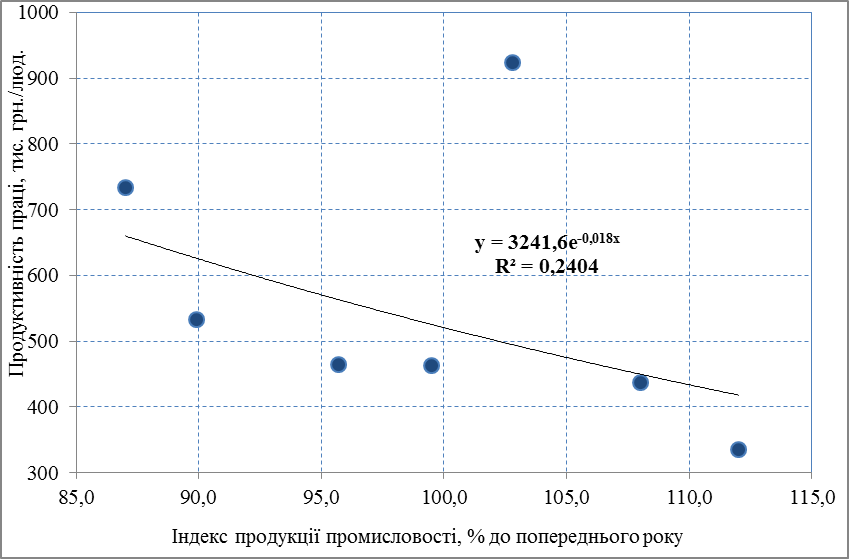 Продуктивність праці, тис. грн./люд.
1000
900
800
700
600
500
400
300
y = 3241,6e-0,018x
R² = 0,2404
85,0 90,0 95,0 100,0 105,0 110,0 115,0
Індекс продукції промисловості, % до попереднього року